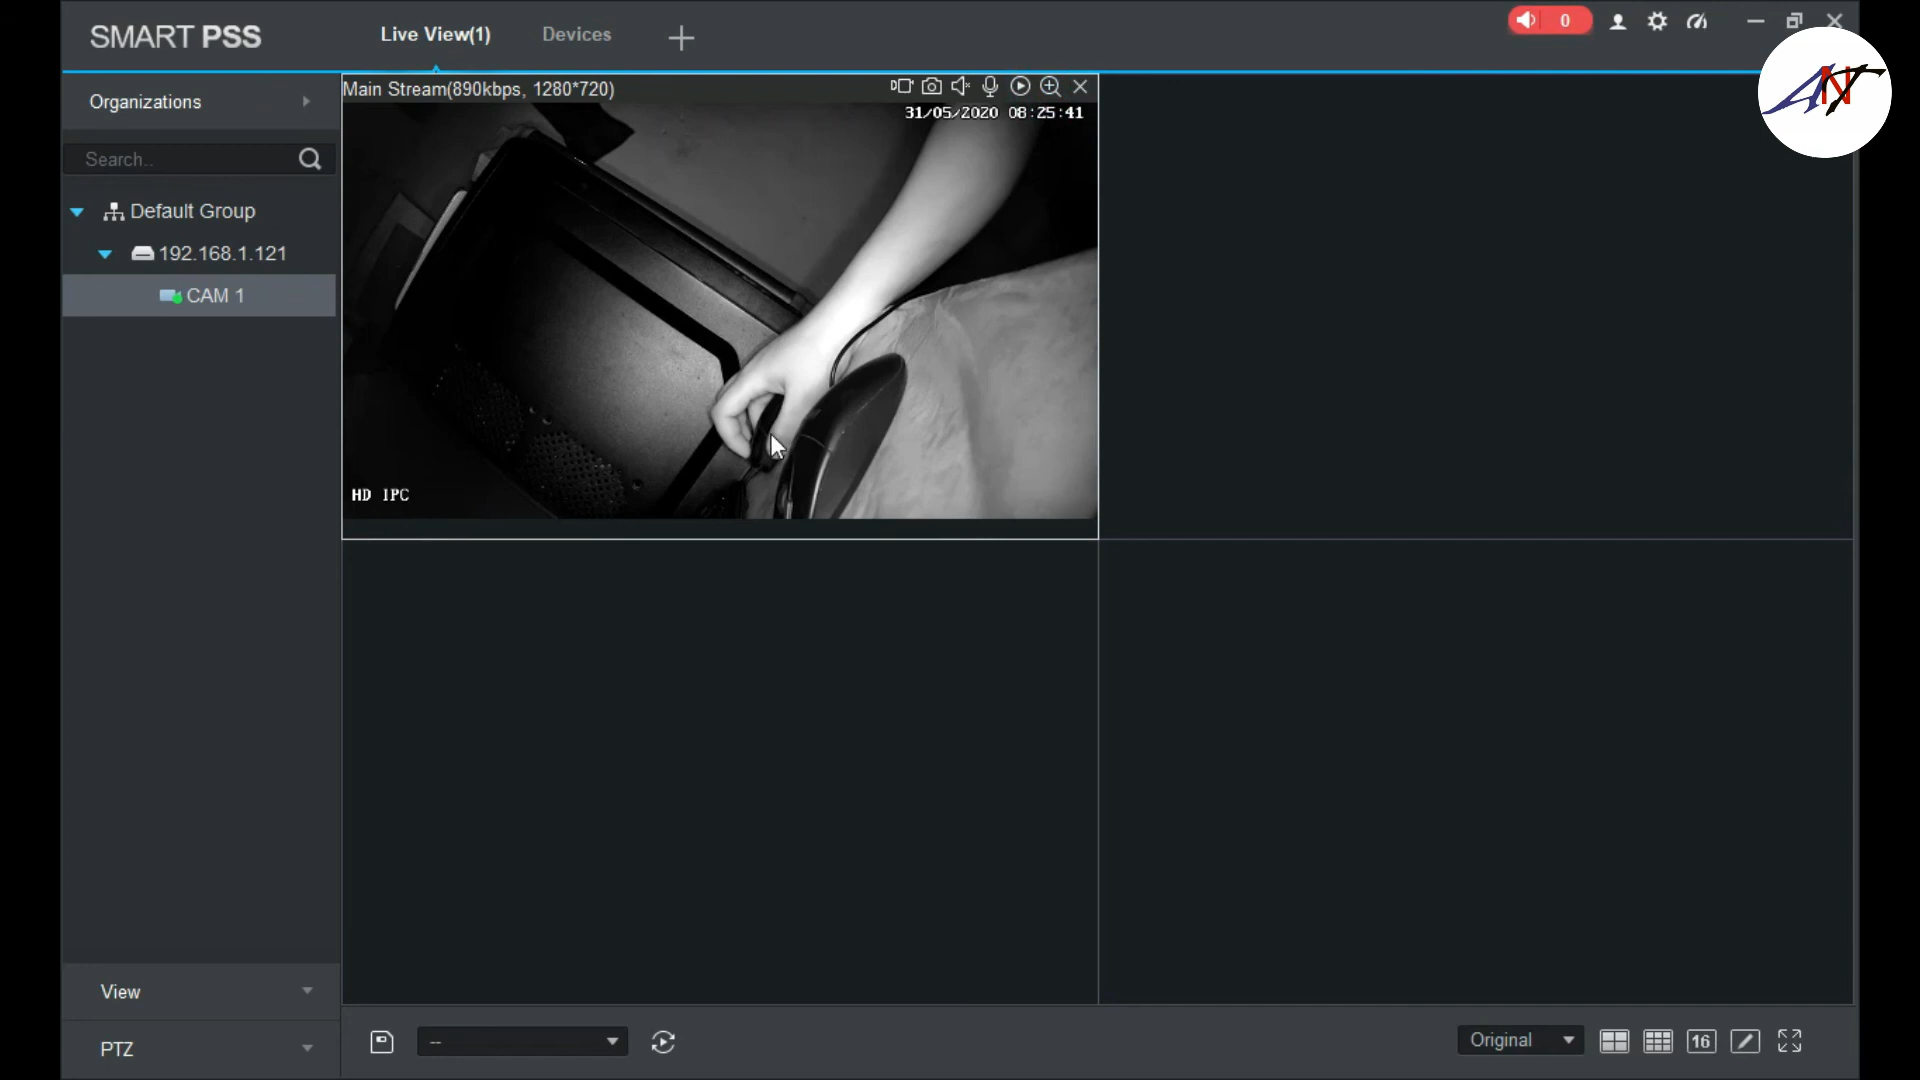 SMART PSS
Live View(1)
Devices
0
Organizations
Search..
Default Group
192.168.1.121
CAM 1
Main Stream(890kbps, 1280*720)
31/05/2020 08:25:41
HD IPC
View
PTZ
--
Original
16
ANT